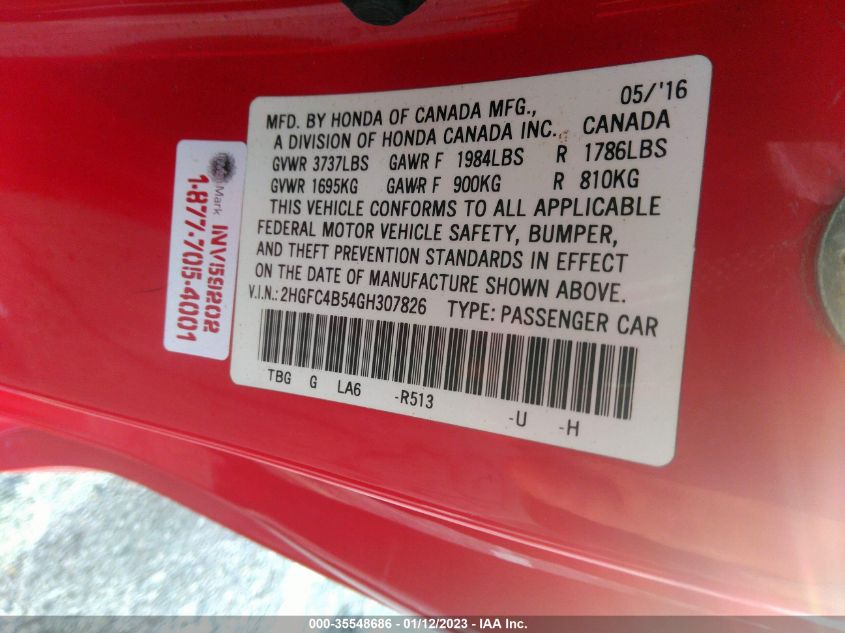 05/'16
MFD. BY HONDA OF CANADA MFG.,
A DIVISION OF HONDA CANADA INC., CANADA
GVWR 3737LBS GAWR F 1984LBS R 1786LBS
GVWR 1695KG GAWR F 900KG R 810KG
THIS VEHICLE CONFORMS TO ALL APPLICABLE
FEDERAL MOTOR VEHICLE SAFETY, BUMPER,
AND THEFT PREVENTION STANDARDS IN EFFECT
ON THE DATE OF MANUFACTURE SHOWN ABOVE.
V.I.N.: 2HGFC4B54GH307826 TYPE: PASSENGER CAR
TBG G LA6 -R513 -U -H
Mark INV159202
1-877-705-4001
000-35548686 - 01/12/2023 - IAA Inc.